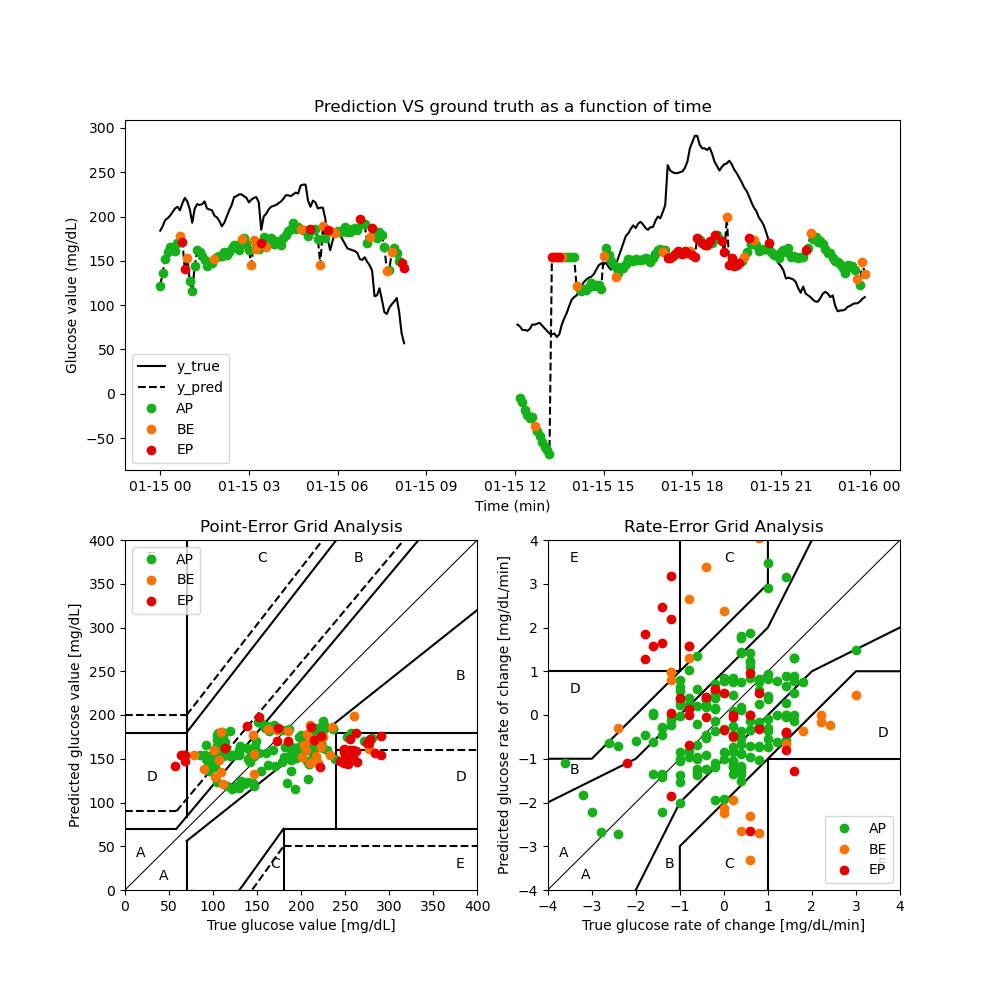 Prediction VS ground truth as a function of time
Glucose value (mg/dL)
300
250
200
150
100
50
0
−50
y_true
y_pred
AP
BE
EP
01-15 00 01-15 03 01-15 06 01-15 09 01-15 12 01-15 15 01-15 18 01-15 21 01-16 00
Time (min)
Point-Error Grid Analysis
Predicted glucose value [mg/dL]
400
350
300
250
200
150
100
50
0
AP
BE
EP
C
B
B
D
D
A
A
C
E
0 50 100 150 200 250 300 350 400
True glucose value [mg/dL]
Rate-Error Grid Analysis
Predicted glucose rate of change [mg/dL/min]
4
3
2
1
0
−1
−2
−3
−4
E
C
D
D
B
A
A
B
C
AP
BE
EP
−4 −3 −2 −1 0 1 2 3 4
True glucose rate of change [mg/dL/min]